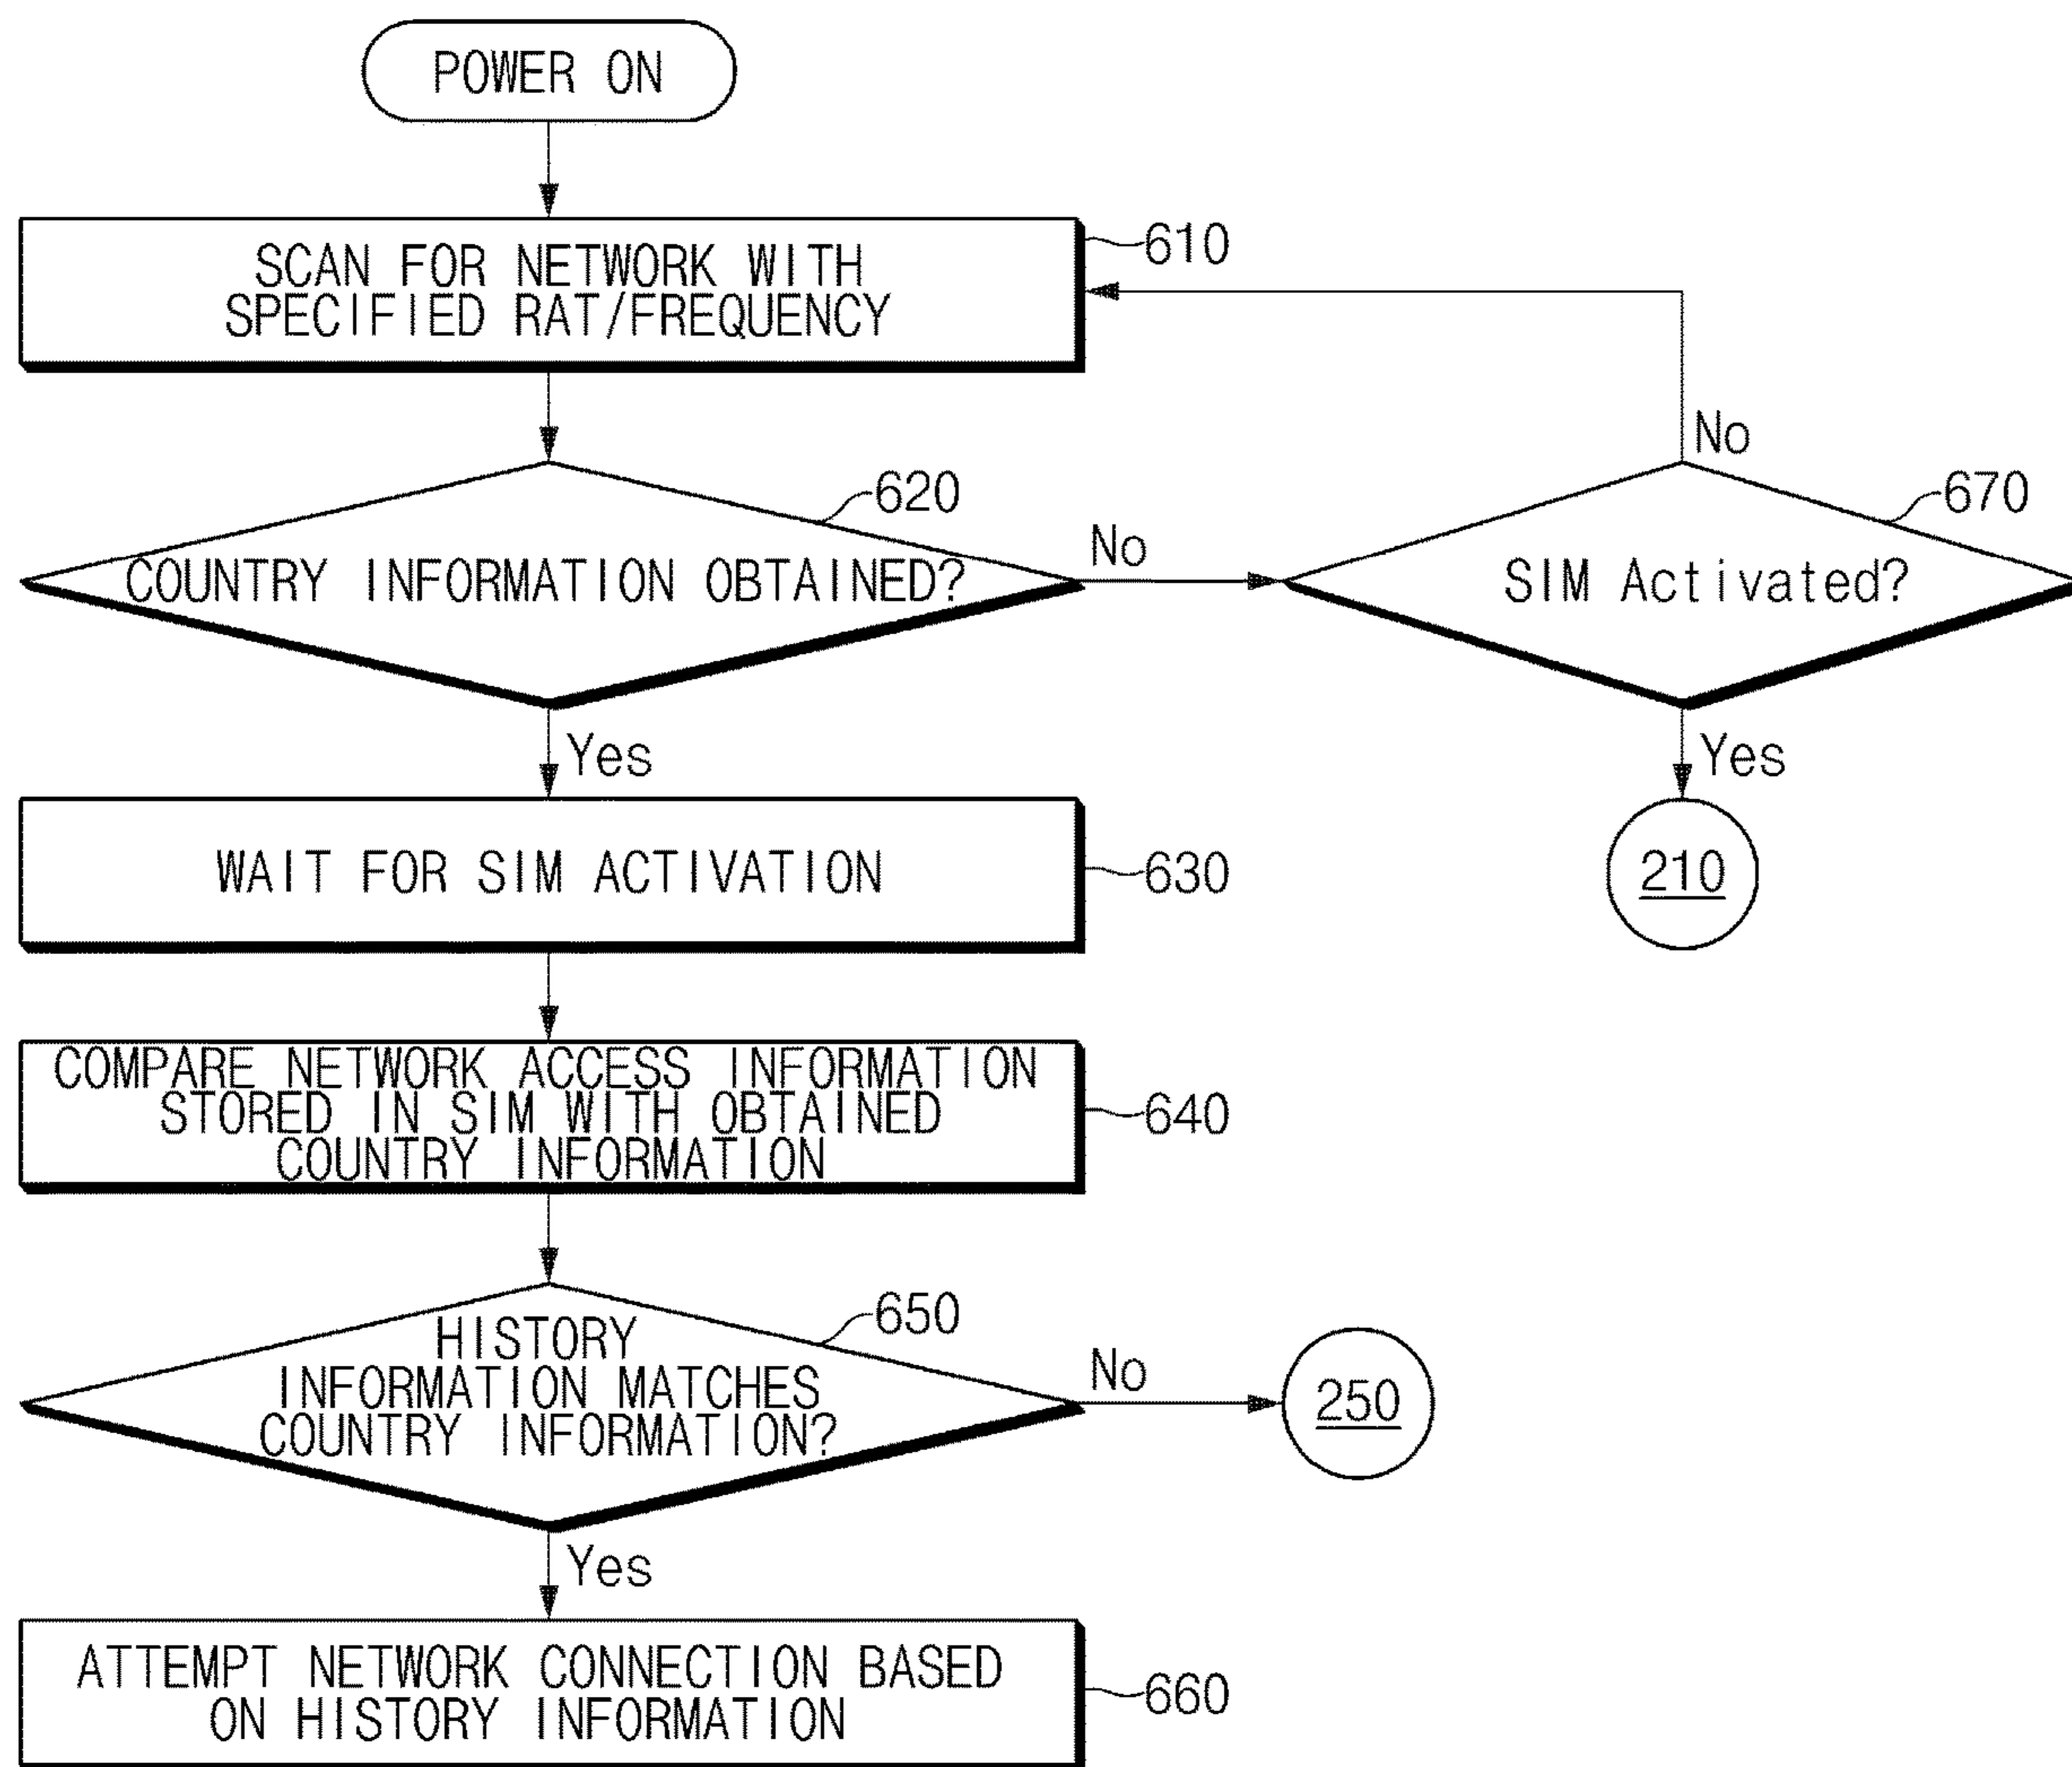 POWER ON
SCAN FOR NETWORK WITH
SPECIFIED RAT/FREQUENCY
610
No
620
COUNTRY INFORMATION OBTAINED?
No
670
SIM Activated?
Yes
Yes
WAIT FOR SIM ACTIVATION
630
210
COMPARE NETWORK ACCESS INFORMATION
STORED IN SIM WITH OBTAINED
COUNTRY INFORMATION
640
650
HISTORY
INFORMATION MATCHES
COUNTRY INFORMATION?
No
250
Yes
ATTEMPT NETWORK CONNECTION BASED
ON HISTORY INFORMATION
660